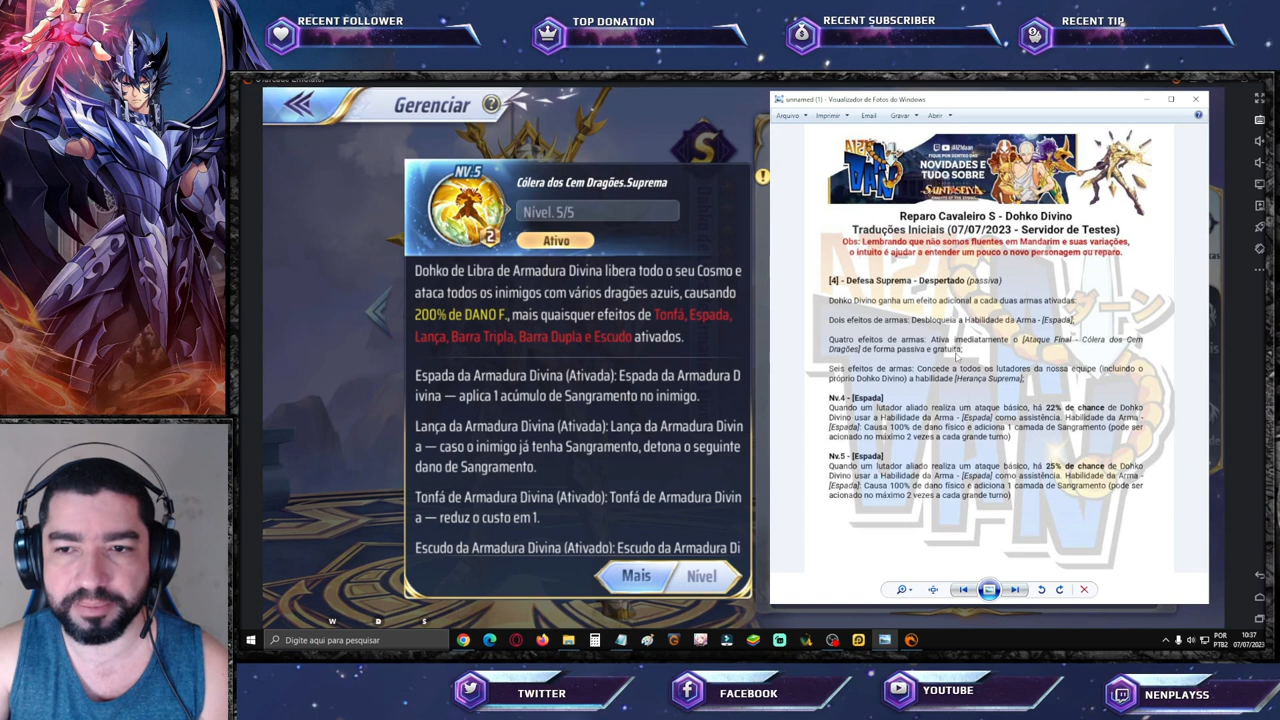 RECENT FOLLOWER
TOP DONATION
RECENT SUBSCRIBER
RECENT TIP
Gerenciar
?
S
NV.5
2
Cólera dos Cem Dragões.Suprema
Nível. 5/5
Ativo
Dohko de Libra de Armadura Divina libera todo o seu Cosmo e
ataca todos os inimigos com vários dragões azuis, causando
200% de DANO F., mais quaisquer efeitos de Tonfá, Espada,
Lança, Barra Tripla, Barra Dupla e Escudo ativados.
Espada da Armadura Divina (Ativada): Espada da Armadura D
ivina — aplica 1 acúmulo de Sangramento no inimigo.
Lança da Armadura Divina (Ativada): Lança da Armadura Divin
a — caso o inimigo já tenha Sangramento, detona o seguinte
dano de Sangramento.
Tonfá de Armadura Divina (Ativado): Tonfá de Armadura Divin
a — reduz o custo em 1.
Escudo da Armadura Divina (Ativado): Escudo da Armadura Di
Mais
Nível
unnamed (1) - Visualizador de Fotos do Windows
Arquivo
Imprimir
Email
Gravar
Abrir
FIQUE POR DENTRO DAS
NOVIDADES E
TUDO SOBRE
SAINT SEIYA
Reparo Cavaleiro S - Dohko Divino
Traduções Iniciais (07/07/2023 - Servidor de Testes)
Obs: Lembrando que não somos fluentes em Mandarim e suas variações,
o intuito é ajudar a entender um pouco o novo personagem ou reparo.
[4] - Defesa Suprema - Despertado (passiva)
Dohko Divino ganha um efeito adicional a cada duas armas ativadas:
Dois efeitos de armas: Desbloqueia a Habilidade da Arma - [Espada];
Quatro efeitos de armas: Ativa imediatamente o [Ataque Final - Cólera dos Cem
Dragões] de forma passiva e gratuita;
Seis efeitos de armas: Concede a todos os lutadores da nossa equipe (incluindo o
próprio Dohko Divino) a habilidade [Herança Suprema];
Nv.4 - [Espada]
Quando um lutador aliado realiza um ataque básico, há 22% de chance de Dohko
Divino usar a Habilidade da Arma - [Espada] como assistência. Habilidade da Arma -
[Espada]: Causa 100% de dano físico e adiciona 1 camada de Sangramento (pode ser
acionado no máximo 2 vezes a cada grande turno)
Nv.5 - [Espada]
Quando um lutador aliado realiza um ataque básico, há 25% de chance de Dohko
Divino usar a Habilidade da Arma - [Espada] como assistência. Habilidade da Arma -
[Espada]: Causa 100% de dano físico e adiciona 1 camada de Sangramento (pode ser
acionado no máximo 2 vezes a cada grande turno)
W D S
Digite aqui para pesquisar
POR
PTB2
10:37
07/07/2023
TWITTER
FACEBOOK
YOUTUBE
NENPLAYSS